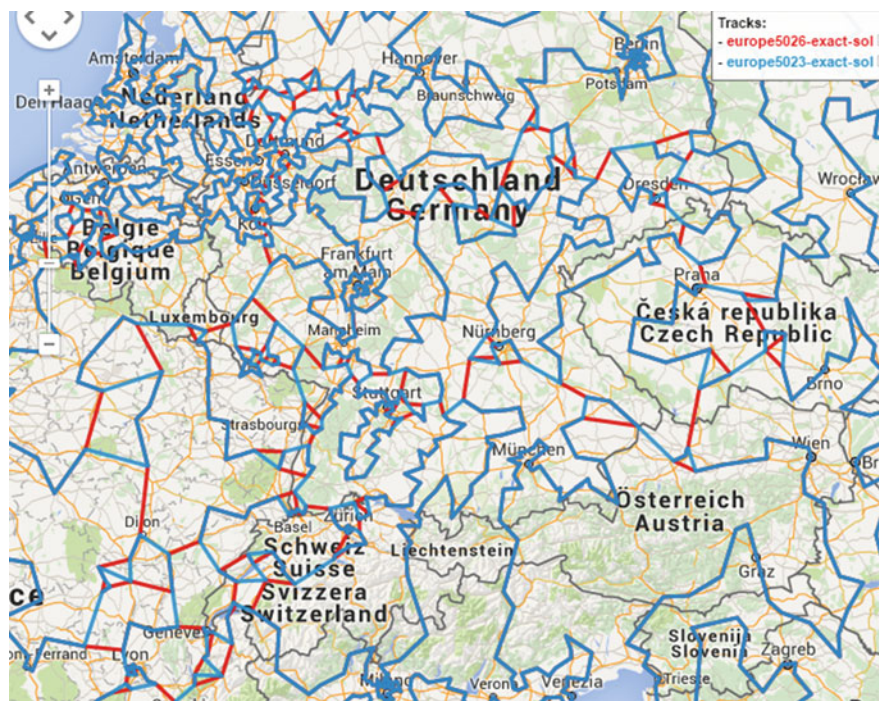 Tracks:
- europe5026-exact-sol
- europe5023-exact-sol
Amsterdam
Hannover
Berlin
Potsdam
Braunschweig
Den Haag
Nederland
Netherlands
Dortmund
Essen
Antwerpen
Düsseldorf
Deutschland
Germany
Dresden
Gent
Köln
België
Belgique
Belgium
Frankfurt
am Main
Praha
Luxembourg
Mannheim
Nürnberg
Česká republika
Czech Republic
Brno
Stuttgart
Strasbourg
München
Wien
Österreich
Austria
Dijon
Basel
Zürich
Schweiz
Suisse
Svizzera
Switzerland
Liechtenstein
Graz
ce
Genève
Lyon
Slovenija
Slovenia
Zagreb
Milano
Verona
Venezia
Trieste